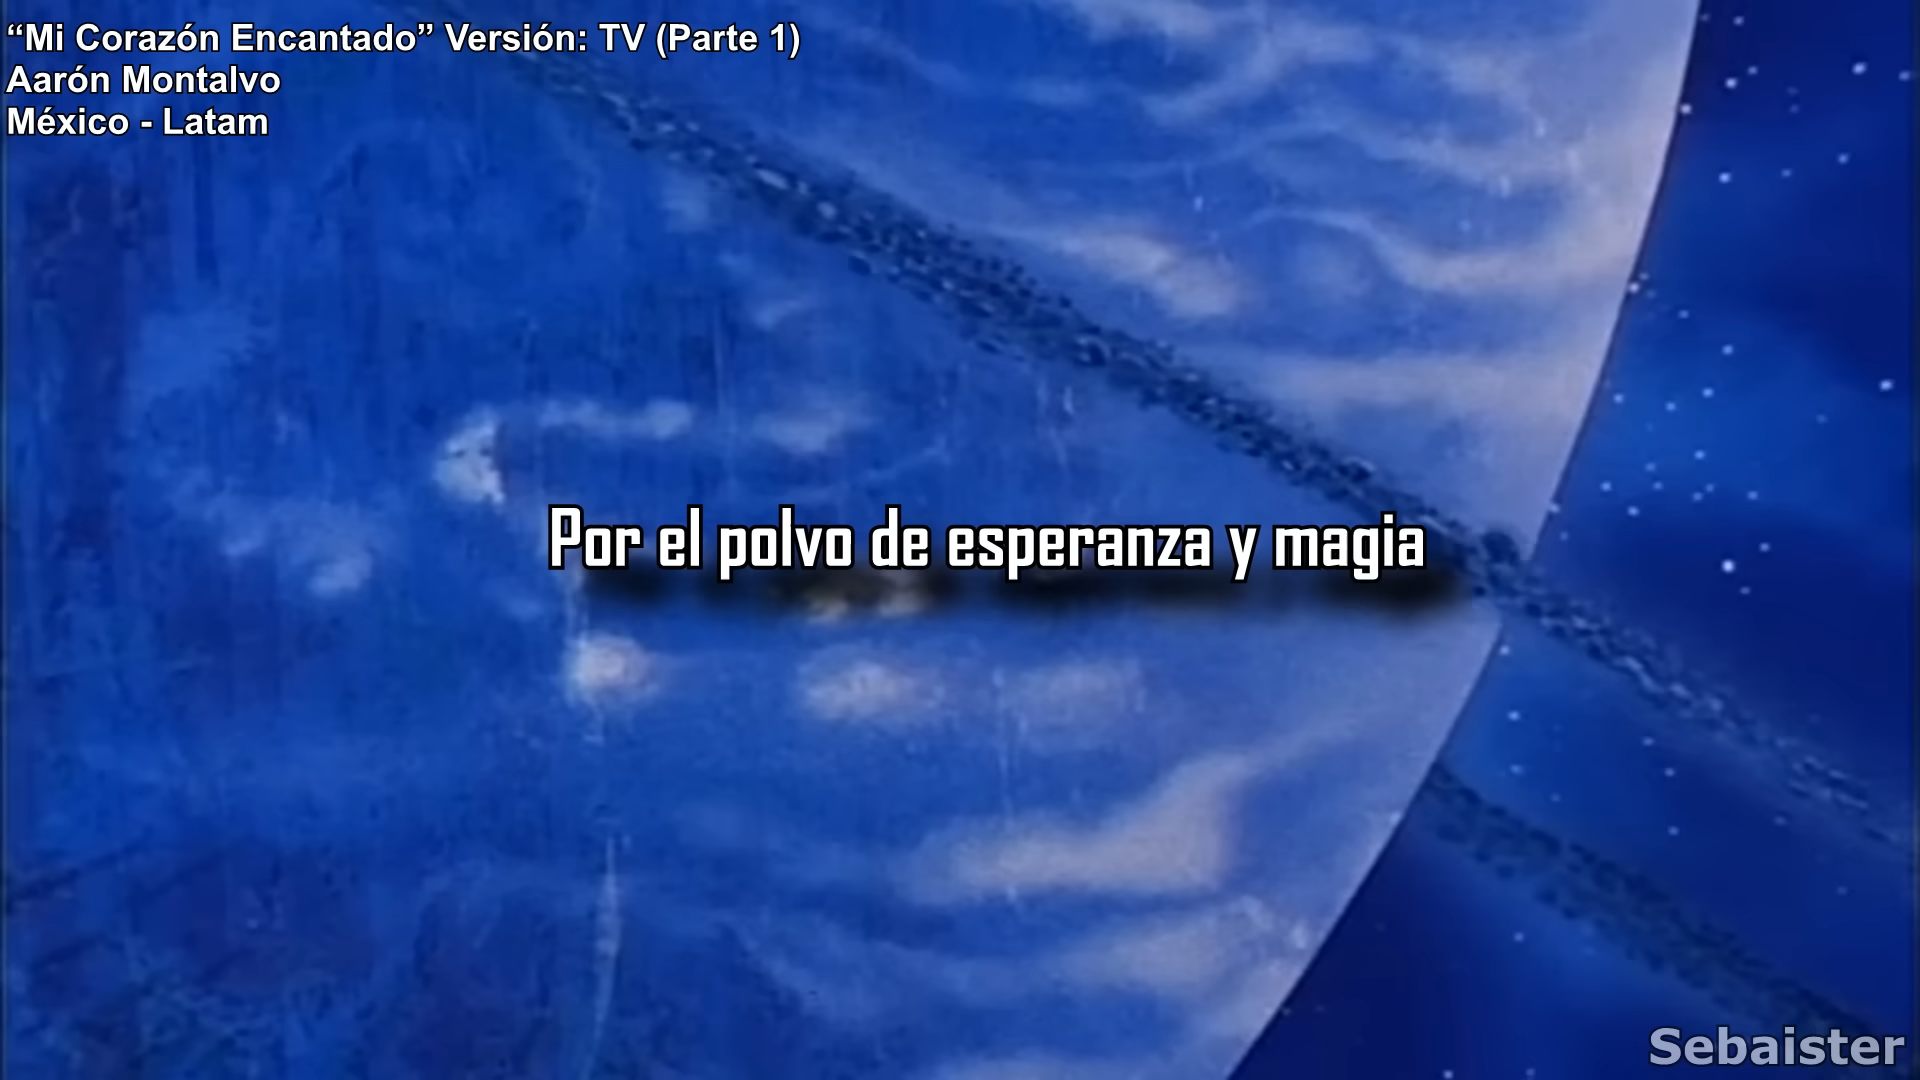 “Mi Corazón Encantado” Versión: TV (Parte 1)
Aarón Montalvo
México - Latam
Por el polvo de esperanza y magia
Sebaister